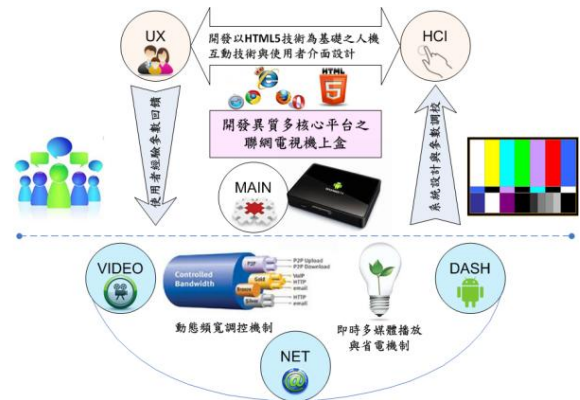 UX
開發以HTML5技術為基礎之人機
互動技術與使用者介面設計
HCI
HTML
5
開發異質多核心平台之
聯網電視機上盒
使用者經驗參數回饋
系統設計與參數調校
MAIN
VIDEO
Controlled
Bandwidth
P2P
P2P Upload
P2P Download
Gold
VoIP
HTTP
email
Bronze
Silver
HTTP
email
DASH
動態頻寬調控機制
即時多媒體播放
與省電機制
NET
@